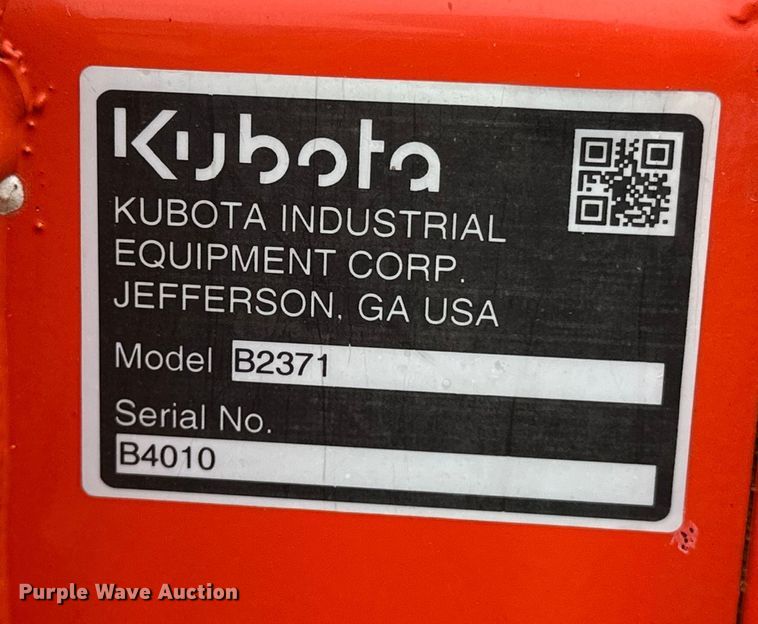 Kubota
KUBOTA INDUSTRIAL
EQUIPMENT CORP.
JEFFERSON, GA USA
Model B2371
Serial No.
B4010
Purple Wave Auction